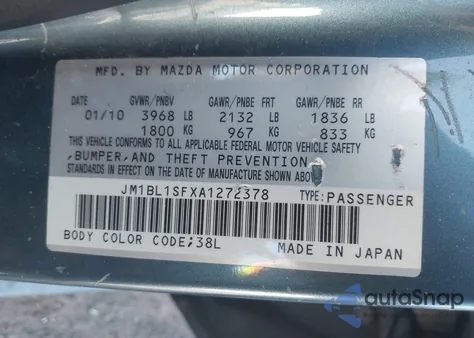 MFD. BY MAZDA MOTOR CORPORATION
DATE GVWR/PNBV GAWR/PNBE FRT GAWR/PNBE RR
01/10 3968 LB 2132 LB 1836 LB
1800 KG 967 KG 833 KG
THIS VEHICLE CONFORMS TO ALL APPLICABLE FEDERAL MOTOR VEHICLE SAFETY
,BUMPER,AND THEFT PREVENTION
STANDARDS IN EFFECT ON THE DATE OF MANUFACTURE SHOWN ABOVE
JM1BL1SFXA1272378 TYPE:PASSENGER
BODY COLOR CODE;38L MADE IN JAPAN
autoSnap